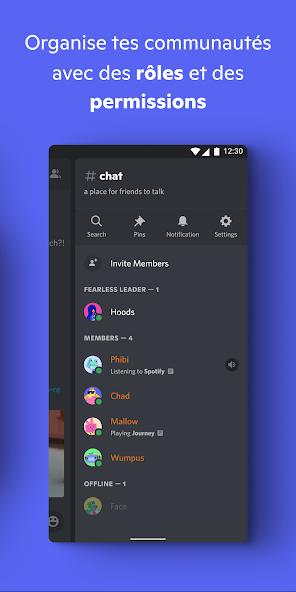 Organise tes communautés
avec des rôles et des
permissions
12:30
# chat
a place for friends to talk
ch?!
Search Pins Notification Settings
Invite Members
FEARLESS LEADER — 1
Hoods
MEMBERS — 4
Phibi
Listening to Spotify
Chad
-re
Mallow
Playing Journey
Wumpus
OFFLINE — 1
Face